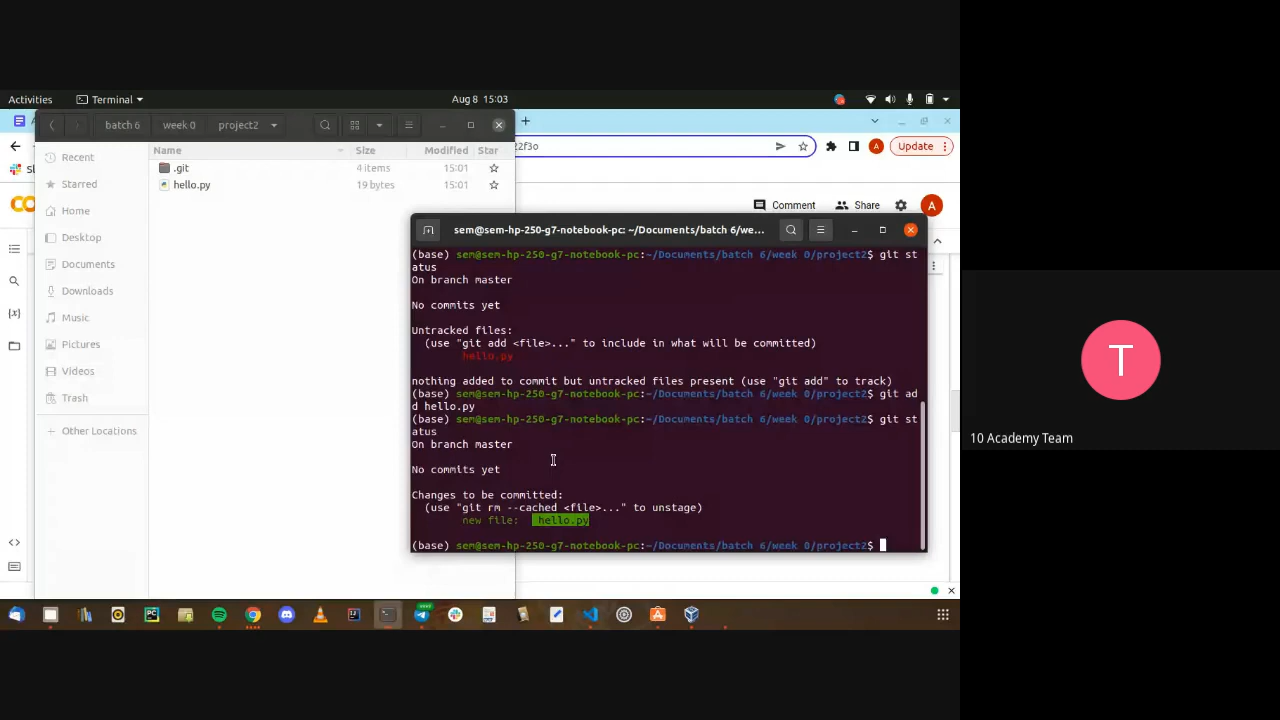 Activities
Terminal
Aug 8 15:03
batch 6
week 0
project2
22f3o
Update
A
Name
Size
Modified
Star
Recent
Starred
Home
Desktop
Documents
Downloads
Music
Pictures
Videos
Trash
Other Locations
.git
4 items
15:01
hello.py
19 bytes
15:01
Comment
Share
A
sem@sem-hp-250-g7-notebook-pc: ~/Documents/batch 6/we...
(base) sem@sem-hp-250-g7-notebook-pc:~/Documents/batch 6/week 0/project2$ git st
atus
On branch master
No commits yet
Untracked files:
(use "git add <file>..." to include in what will be committed)
hello.py
nothing added to commit but untracked files present (use "git add" to track)
(base) sem@sem-hp-250-g7-notebook-pc:~/Documents/batch 6/week 0/project2$ git ad
d hello.py
(base) sem@sem-hp-250-g7-notebook-pc:~/Documents/batch 6/week 0/project2$ git st
atus
On branch master
No commits yet
Changes to be committed:
(use "git rm --cached <file>..." to unstage)
new file: hello.py
(base) sem@sem-hp-250-g7-notebook-pc:~/Documents/batch 6/week 0/project2$
T
10 Academy Team